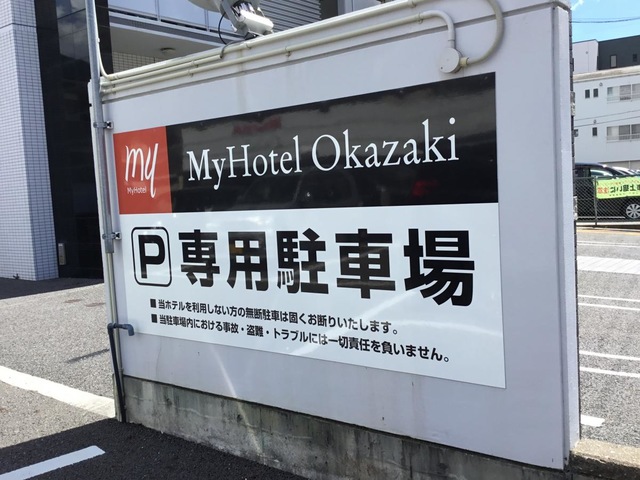 my
MyHotel
MyHotel Okazaki
P 専用駐車場
■ 当ホテルを利用しない方の無断駐車は固くお断りいたします。
■ 当駐車場内における事故・盗難・トラブルには一切責任を負いません。